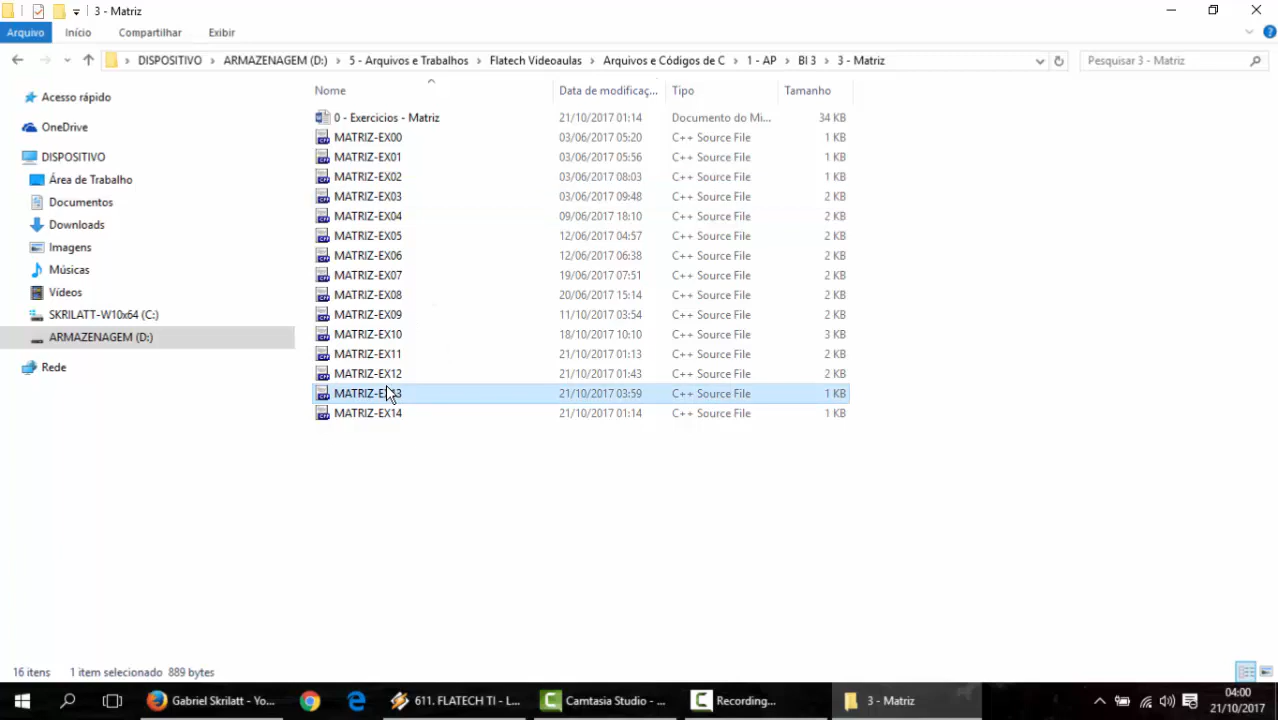 3 - Matriz
Arquivo Início Compartilhar Exibir
DISPOSITIVO > ARMAZENAGEM (D:) > 5 - Arquivos e Trabalhos > Flatech Videoaulas > Arquivos e Códigos de C > 1 - AP > BI 3 > 3 - Matriz
Pesquisar 3 - Matriz
Nome Data de modificaç... Tipo Tamanho
Acesso rápido
OneDrive
DISPOSITIVO
Área de Trabalho
Documentos
Downloads
Imagens
Músicas
Vídeos
SKRILATT-W10x64 (C:)
ARMAZENAGEM (D:)
Rede
0 - Exercicios - Matriz 21/10/2017 01:14 Documento do Mi... 34 KB
MATRIZ-EX00 03/06/2017 05:20 C++ Source File 1 KB
MATRIZ-EX01 03/06/2017 05:56 C++ Source File 1 KB
MATRIZ-EX02 03/06/2017 08:03 C++ Source File 1 KB
MATRIZ-EX03 03/06/2017 09:48 C++ Source File 2 KB
MATRIZ-EX04 09/06/2017 18:10 C++ Source File 2 KB
MATRIZ-EX05 12/06/2017 04:57 C++ Source File 2 KB
MATRIZ-EX06 12/06/2017 06:38 C++ Source File 2 KB
MATRIZ-EX07 19/06/2017 07:51 C++ Source File 2 KB
MATRIZ-EX08 20/06/2017 15:14 C++ Source File 2 KB
MATRIZ-EX09 11/10/2017 03:54 C++ Source File 2 KB
MATRIZ-EX10 18/10/2017 10:10 C++ Source File 3 KB
MATRIZ-EX11 21/10/2017 01:13 C++ Source File 2 KB
MATRIZ-EX12 21/10/2017 01:43 C++ Source File 2 KB
MATRIZ-EX13 21/10/2017 03:59 C++ Source File 1 KB
MATRIZ-EX14 21/10/2017 01:14 C++ Source File 1 KB
16 itens 1 item selecionado 889 bytes
Gabriel Skrilatt - Yo... 611. FLATECH TI - L... Camtasia Studio - ... Recording... 3 - Matriz
04:00
21/10/2017